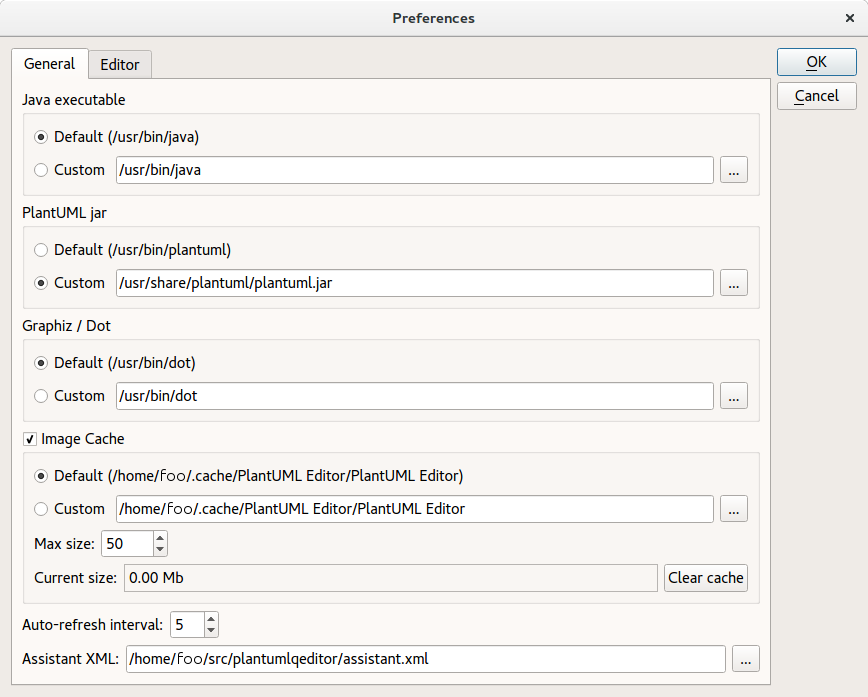 Preferences
General Editor OK
Cancel
Java executable
Default (/usr/bin/java)
Custom /usr/bin/java ...
PlantUML jar
Default (/usr/bin/plantuml)
Custom /usr/share/plantuml/plantuml.jar ...
Graphiz / Dot
Default (/usr/bin/dot)
Custom /usr/bin/dot ...
Image Cache
Default (/home/foo/.cache/PlantUML Editor/PlantUML Editor)
Custom /home/foo/.cache/PlantUML Editor/PlantUML Editor ...
Max size: 50
Current size: 0.00 Mb Clear cache
Auto-refresh interval: 5
Assistant XML: /home/foo/src/plantumlqeditor/assistant.xml ...